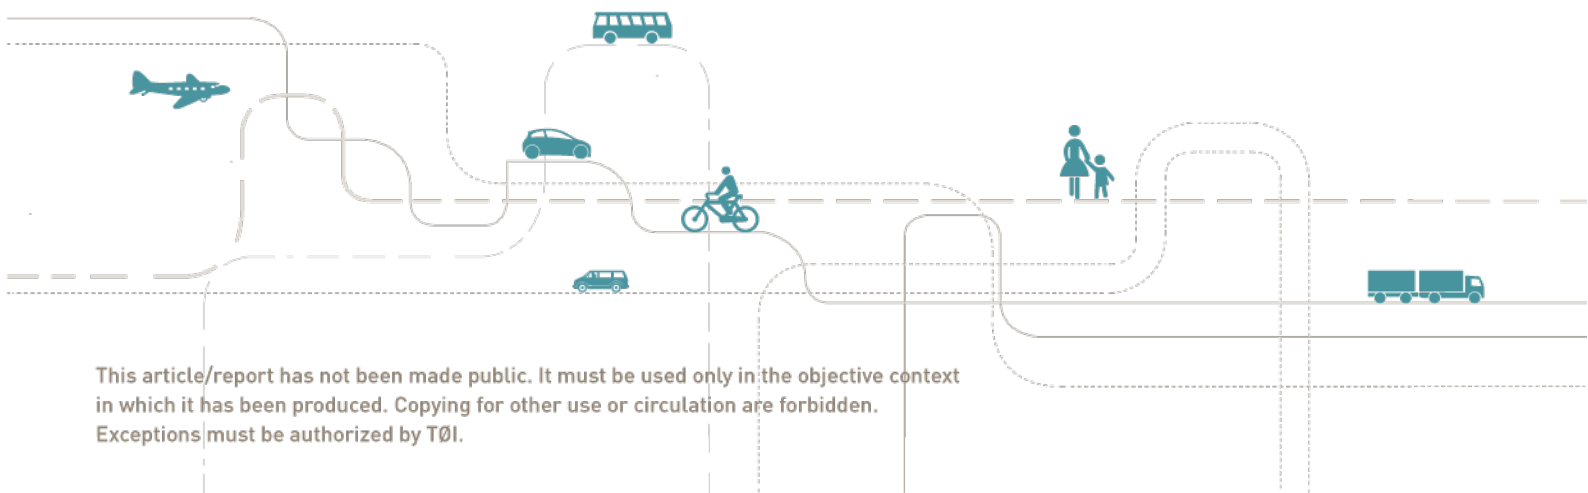 This article/report has not been made public. It must be used only in the objective context
in which it has been produced. Copying for other use or circulation are forbidden.
Exceptions must be authorized by TØI.